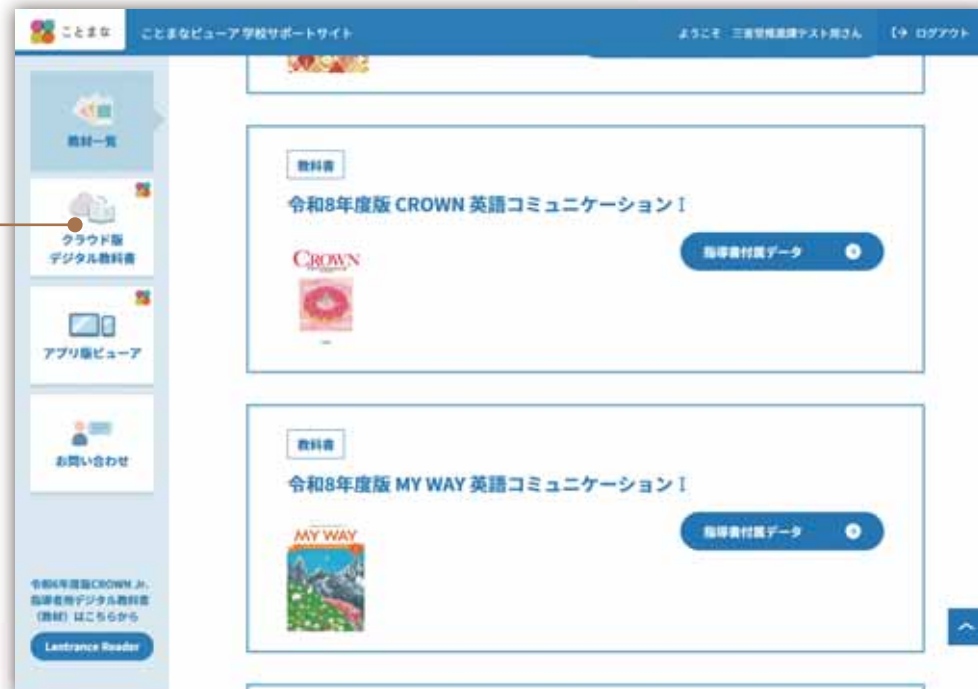 ことまな
ことまなビューア 学校サポートサイト
ようこそ 三省堂推進課テスト用さん
ログアウト
教材一覧
クラウド版
デジタル教科書
アプリ版ビューア
お問い合わせ
令和6年度版CROWN Jr.
指導者用デジタル教科書
（教材）はこちらから
Lentrance Reader
教科書
令和8年度版 CROWN 英語コミュニケーション I
CROWN
指導書付属データ
教科書
令和8年度版 MY WAY 英語コミュニケーション I
MY WAY
指導書付属データ